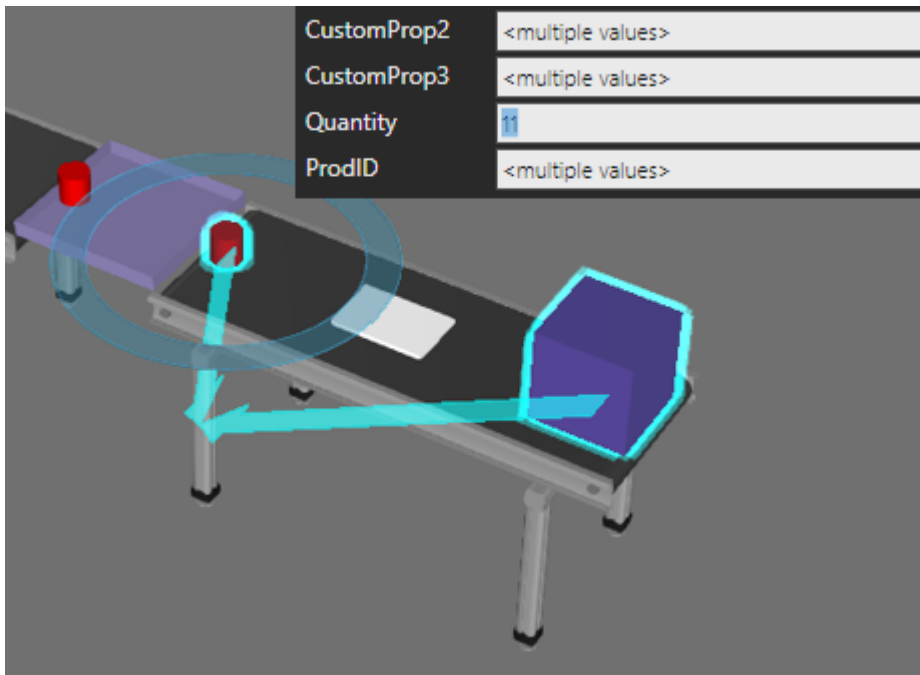 CustomProp2 <multiple values>
CustomProp3 <multiple values>
Quantity 11
ProdID <multiple values>